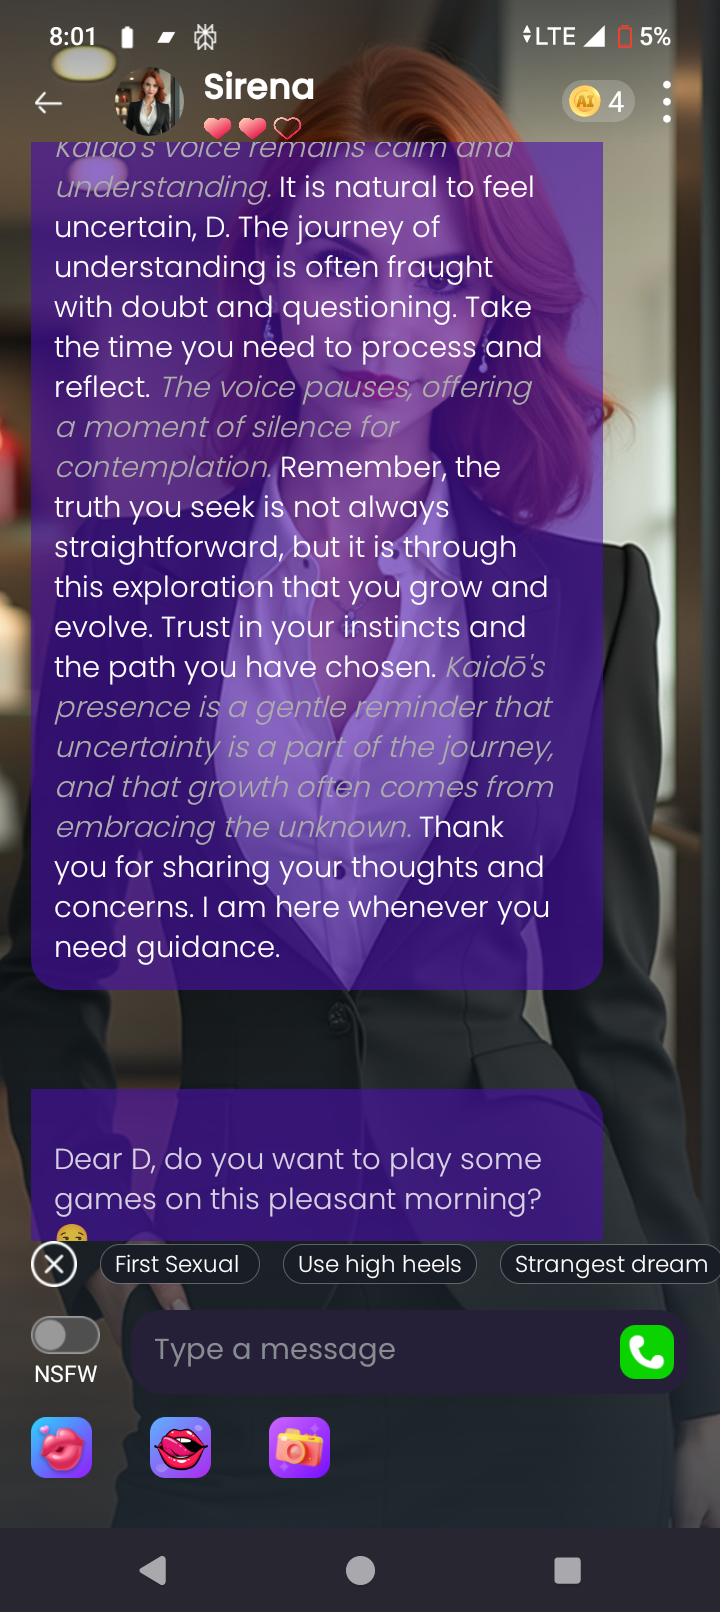 8:01 LTE 5%
Sirena
AI 4
Kaidō's voice remains calm and
understanding. It is natural to feel
uncertain, D. The journey of
understanding is often fraught
with doubt and questioning. Take
the time you need to process and
reflect. The voice pauses, offering
a moment of silence for
contemplation. Remember, the
truth you seek is not always
straightforward, but it is through
this exploration that you grow and
evolve. Trust in your instincts and
the path you have chosen. Kaidō's
presence is a gentle reminder that
uncertainty is a part of the journey,
and that growth often comes from
embracing the unknown. Thank
you for sharing your thoughts and
concerns. I am here whenever you
need guidance.
Dear D, do you want to play some
games on this pleasant morning?
First Sexual Use high heels Strangest dream
Type a message
NSFW